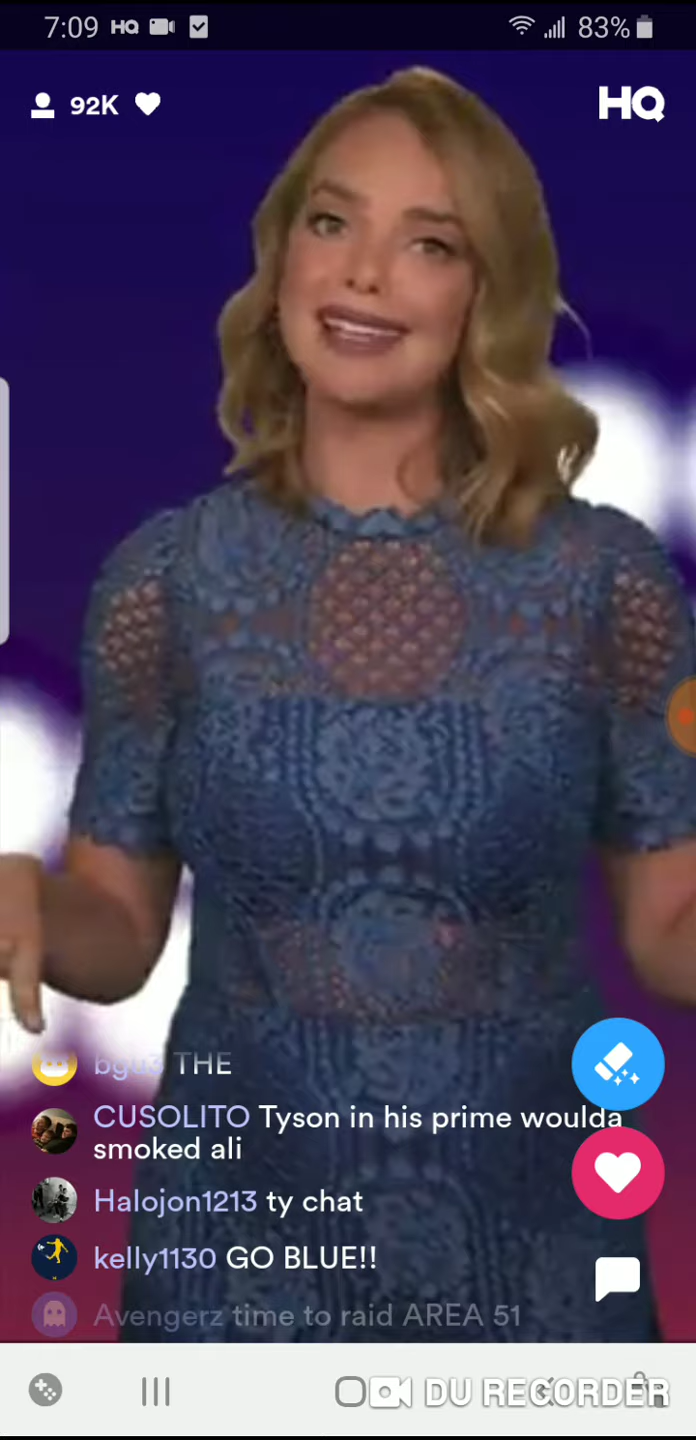 7:09 HQ 83%
92K HQ
bgu3 THE
CUSOLITO Tyson in his prime woulda
smoked ali
Halojon1213 ty chat
kelly1130 GO BLUE!!
Avengerz time to raid AREA 51
DU RECORDER